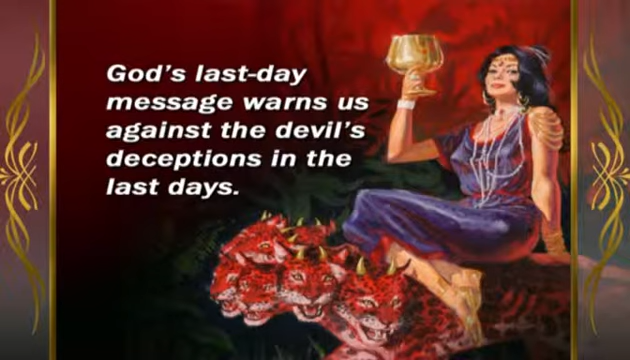 God's last-day
message warns us
against the devil's
deceptions in the
last days.